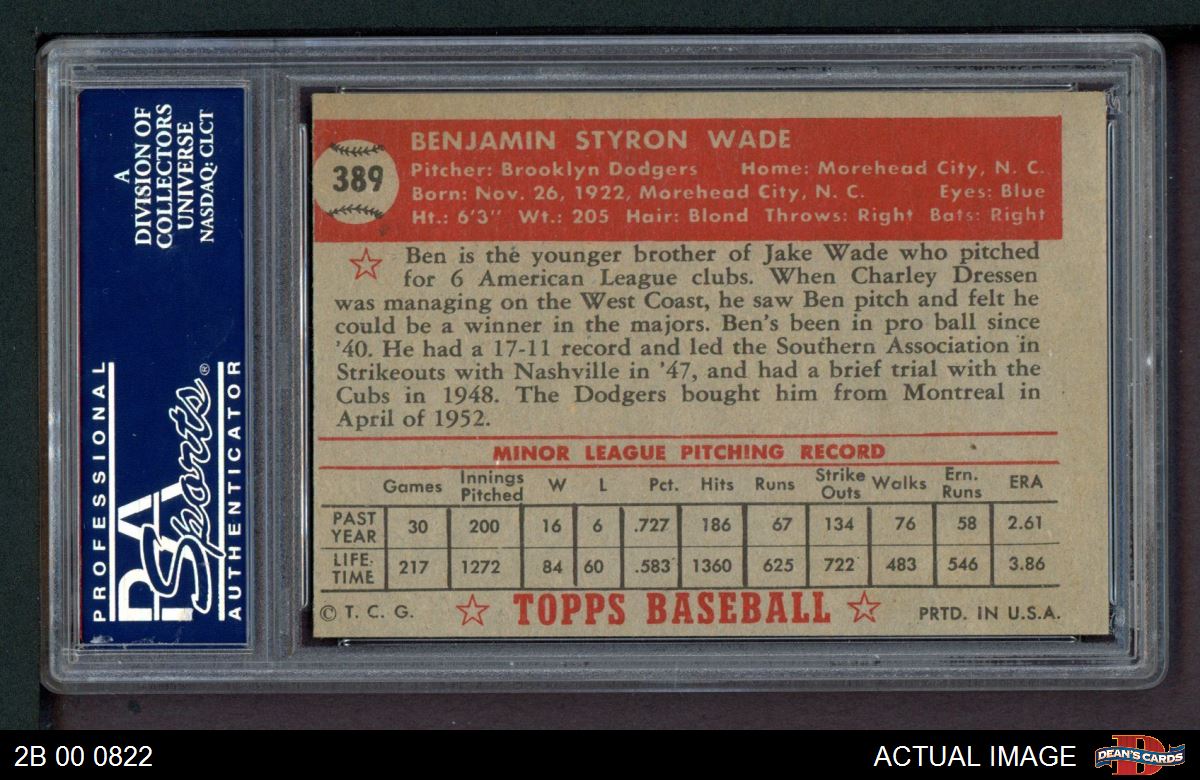 A
DIVISION OF
COLLECTORS
UNIVERSE
NASDAQ: CLCT
PROFESSIONAL
PSA
Sports®
AUTHENTICATOR
389
BENJAMIN STYRON WADE
Pitcher: Brooklyn Dodgers Home: Morehead City, N. C.
Born: Nov. 26, 1922, Morehead City, N. C. Eyes: Blue
Ht.: 6'3" Wt.: 205 Hair: Blond Throws: Right Bats: Right
Ben is the younger brother of Jake Wade who pitched
for 6 American League clubs. When Charley Dressen
was managing on the West Coast, he saw Ben pitch and felt he
could be a winner in the majors. Ben's been in pro ball since
'40. He had a 17-11 record and led the Southern Association in
Strikeouts with Nashville in '47, and had a brief trial with the
Cubs in 1948. The Dodgers bought him from Montreal in
April of 1952.
MINOR LEAGUE PITCHING RECORD
Games Innings Pitched W L Pct. Hits Runs Strike Outs Walks Ern. Runs ERA
PAST YEAR 30 200 16 6 .727 186 67 134 76 58 2.61
LIFE-TIME 217 1272 84 60 .583 1360 625 722 483 546 3.86
© T. C. G. TOPPS BASEBALL PRTD. IN U.S.A.
2B 00 0822
ACTUAL IMAGE
DEAN'S CARDS